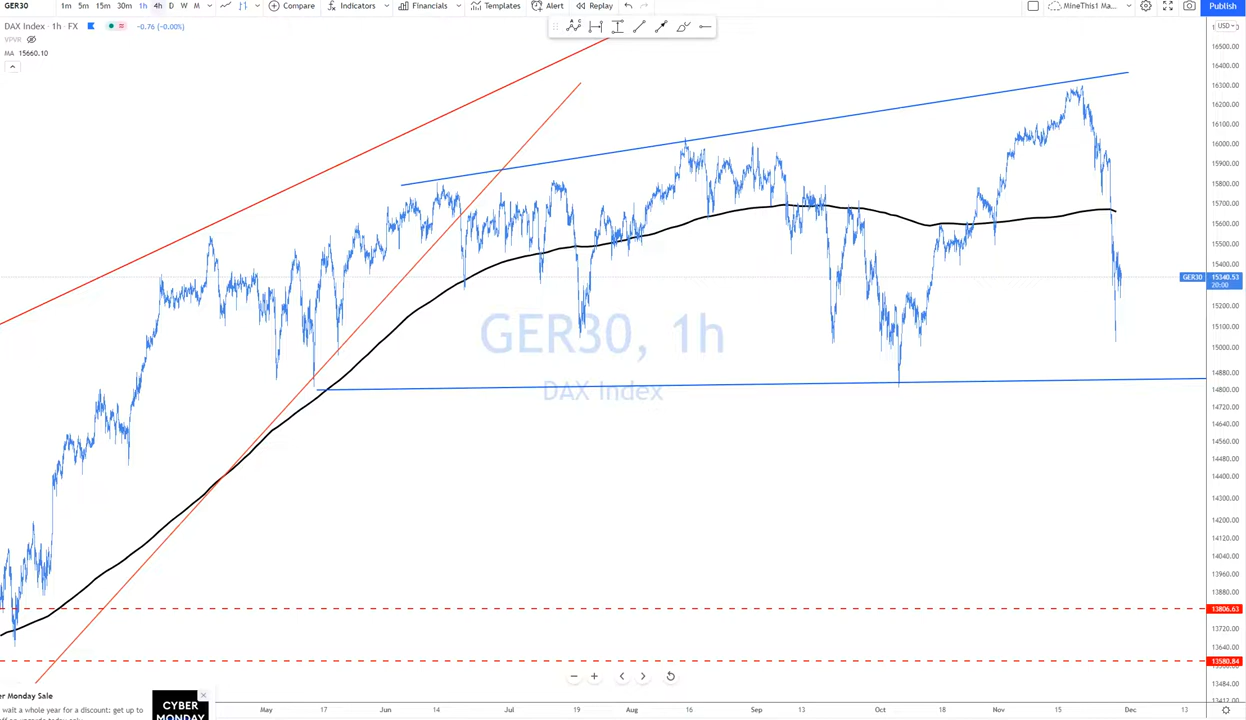 GER30 1m 5m 15m 30m 1h 4h D W M Compare Indicators Financials Templates Alert Replay MineThis1 Ma... Publish
DAX Index · 1h · FX −0.76 (−0.00%)
VPVR
MA 15660.10
USD
16500.00
16400.00
16300.00
16200.00
16100.00
16000.00
15900.00
15800.00
15700.00
15600.00
15500.00
15400.00
GER30 15340.53
20:00
15200.00
15100.00
15000.00
14880.00
14800.00
14720.00
14640.00
14560.00
14480.00
14400.00
14300.00
14200.00
14120.00
14040.00
13960.00
13880.00
13806.63
13720.00
13640.00
13580.84
13484.00
13412.00
GER30, 1h
DAX Index
er Monday Sale
wait a whole year for a discount: get up to
CYBER
MONDAY
May 17 Jun 14 Jul 19 Aug 16 Sep 13 Oct 18 Nov 15 Dec 13